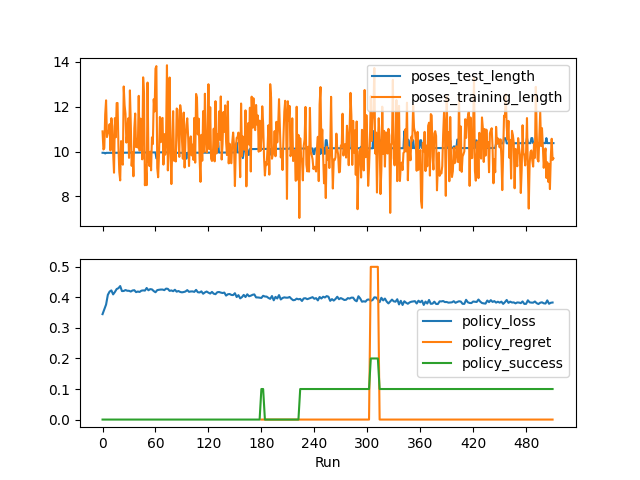 14
12
10
8
poses_test_length
poses_training_length
0.5
0.4
0.3
0.2
0.1
0.0
policy_loss
policy_regret
policy_success
0 60 120 180 240 300 360 420 480
Run